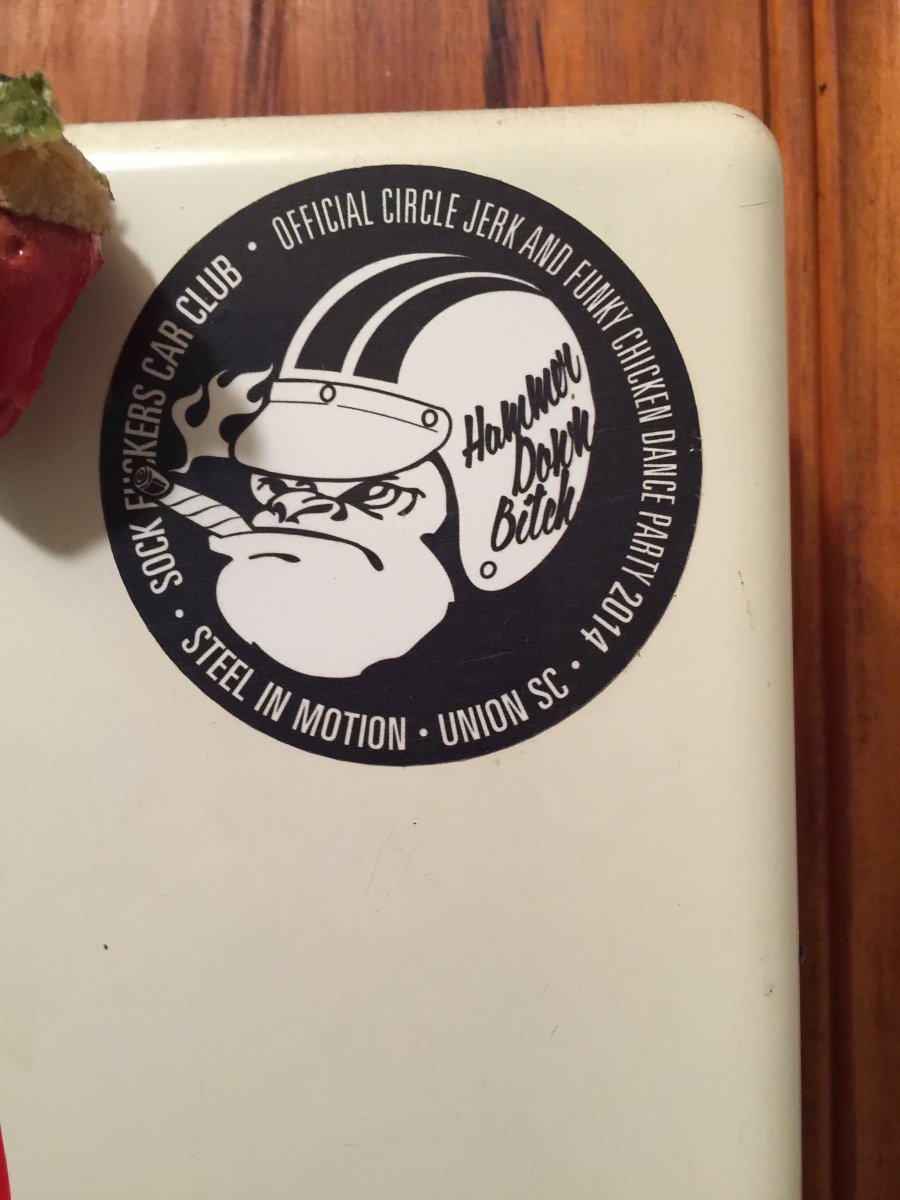 SOCK FUCKERS CAR CLUB • OFFICIAL CIRCLE JERK AND FUNKY CHICKEN DANCE PARTY 2014 • STEEL IN MOTION • UNION SC •
Hammer
Down
Bitch